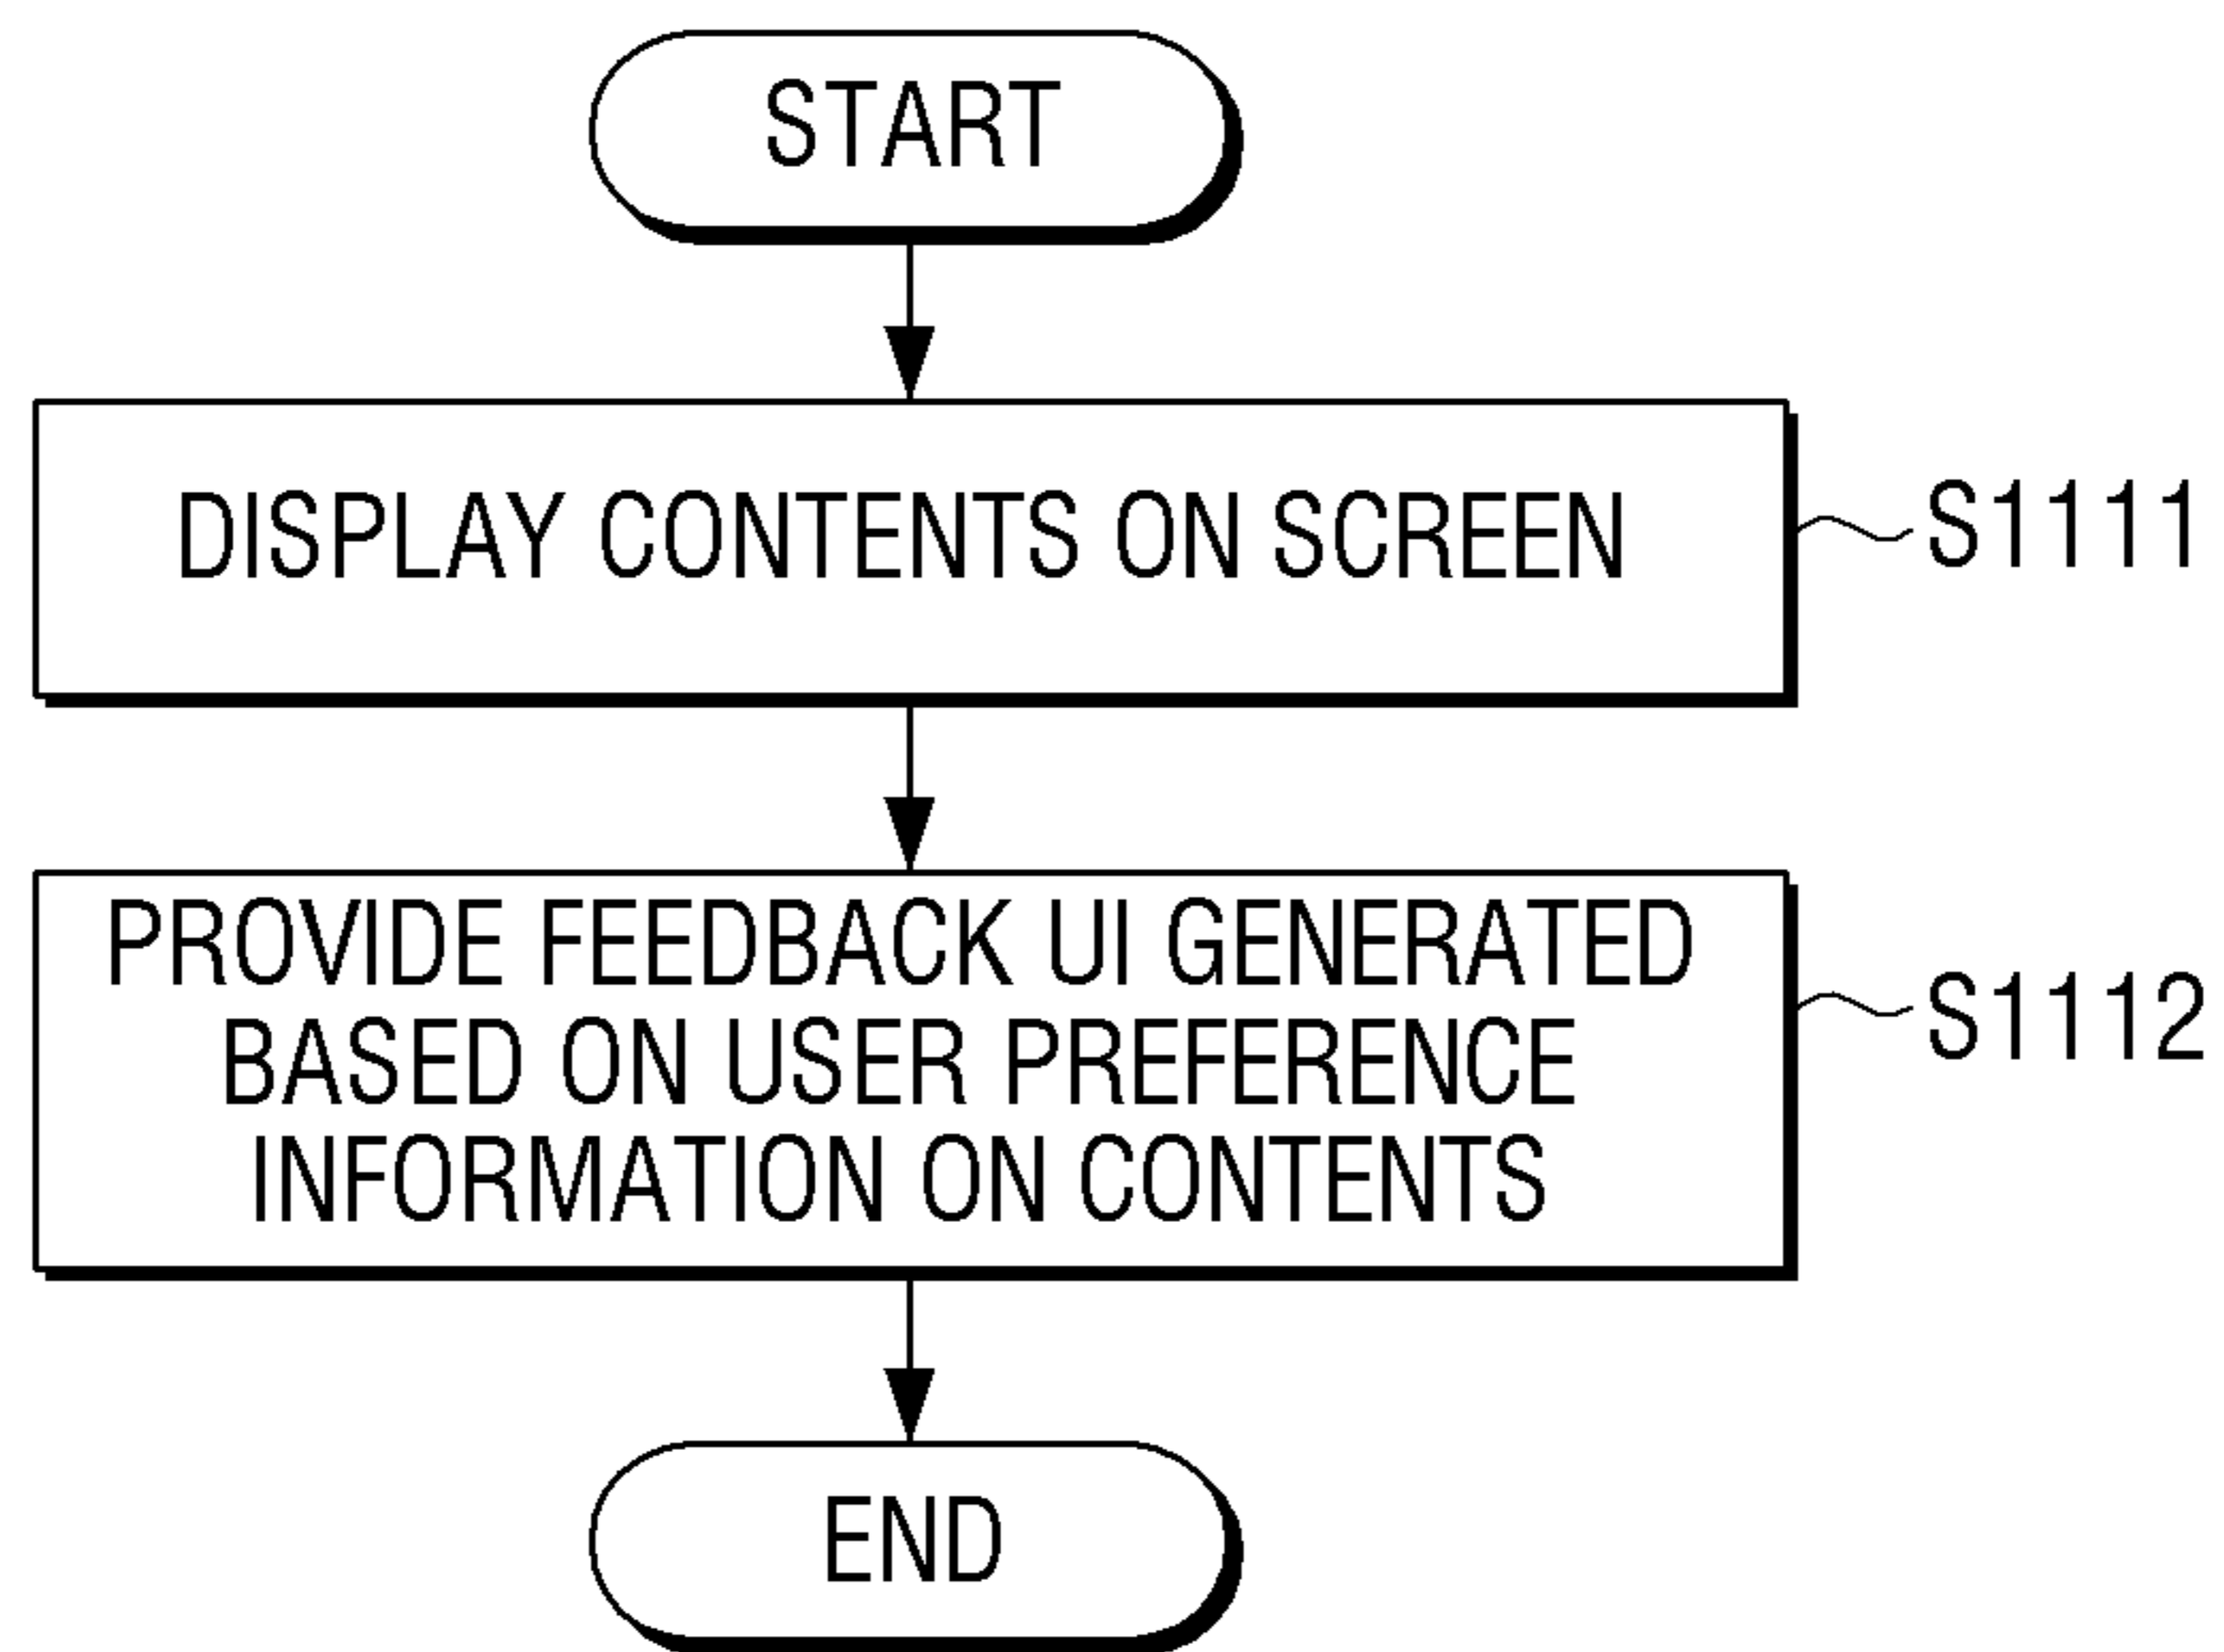 START
DISPLAY CONTENTS ON SCREEN
S1111
PROVIDE FEEDBACK UI GENERATED
BASED ON USER PREFERENCE
INFORMATION ON CONTENTS
S1112
END